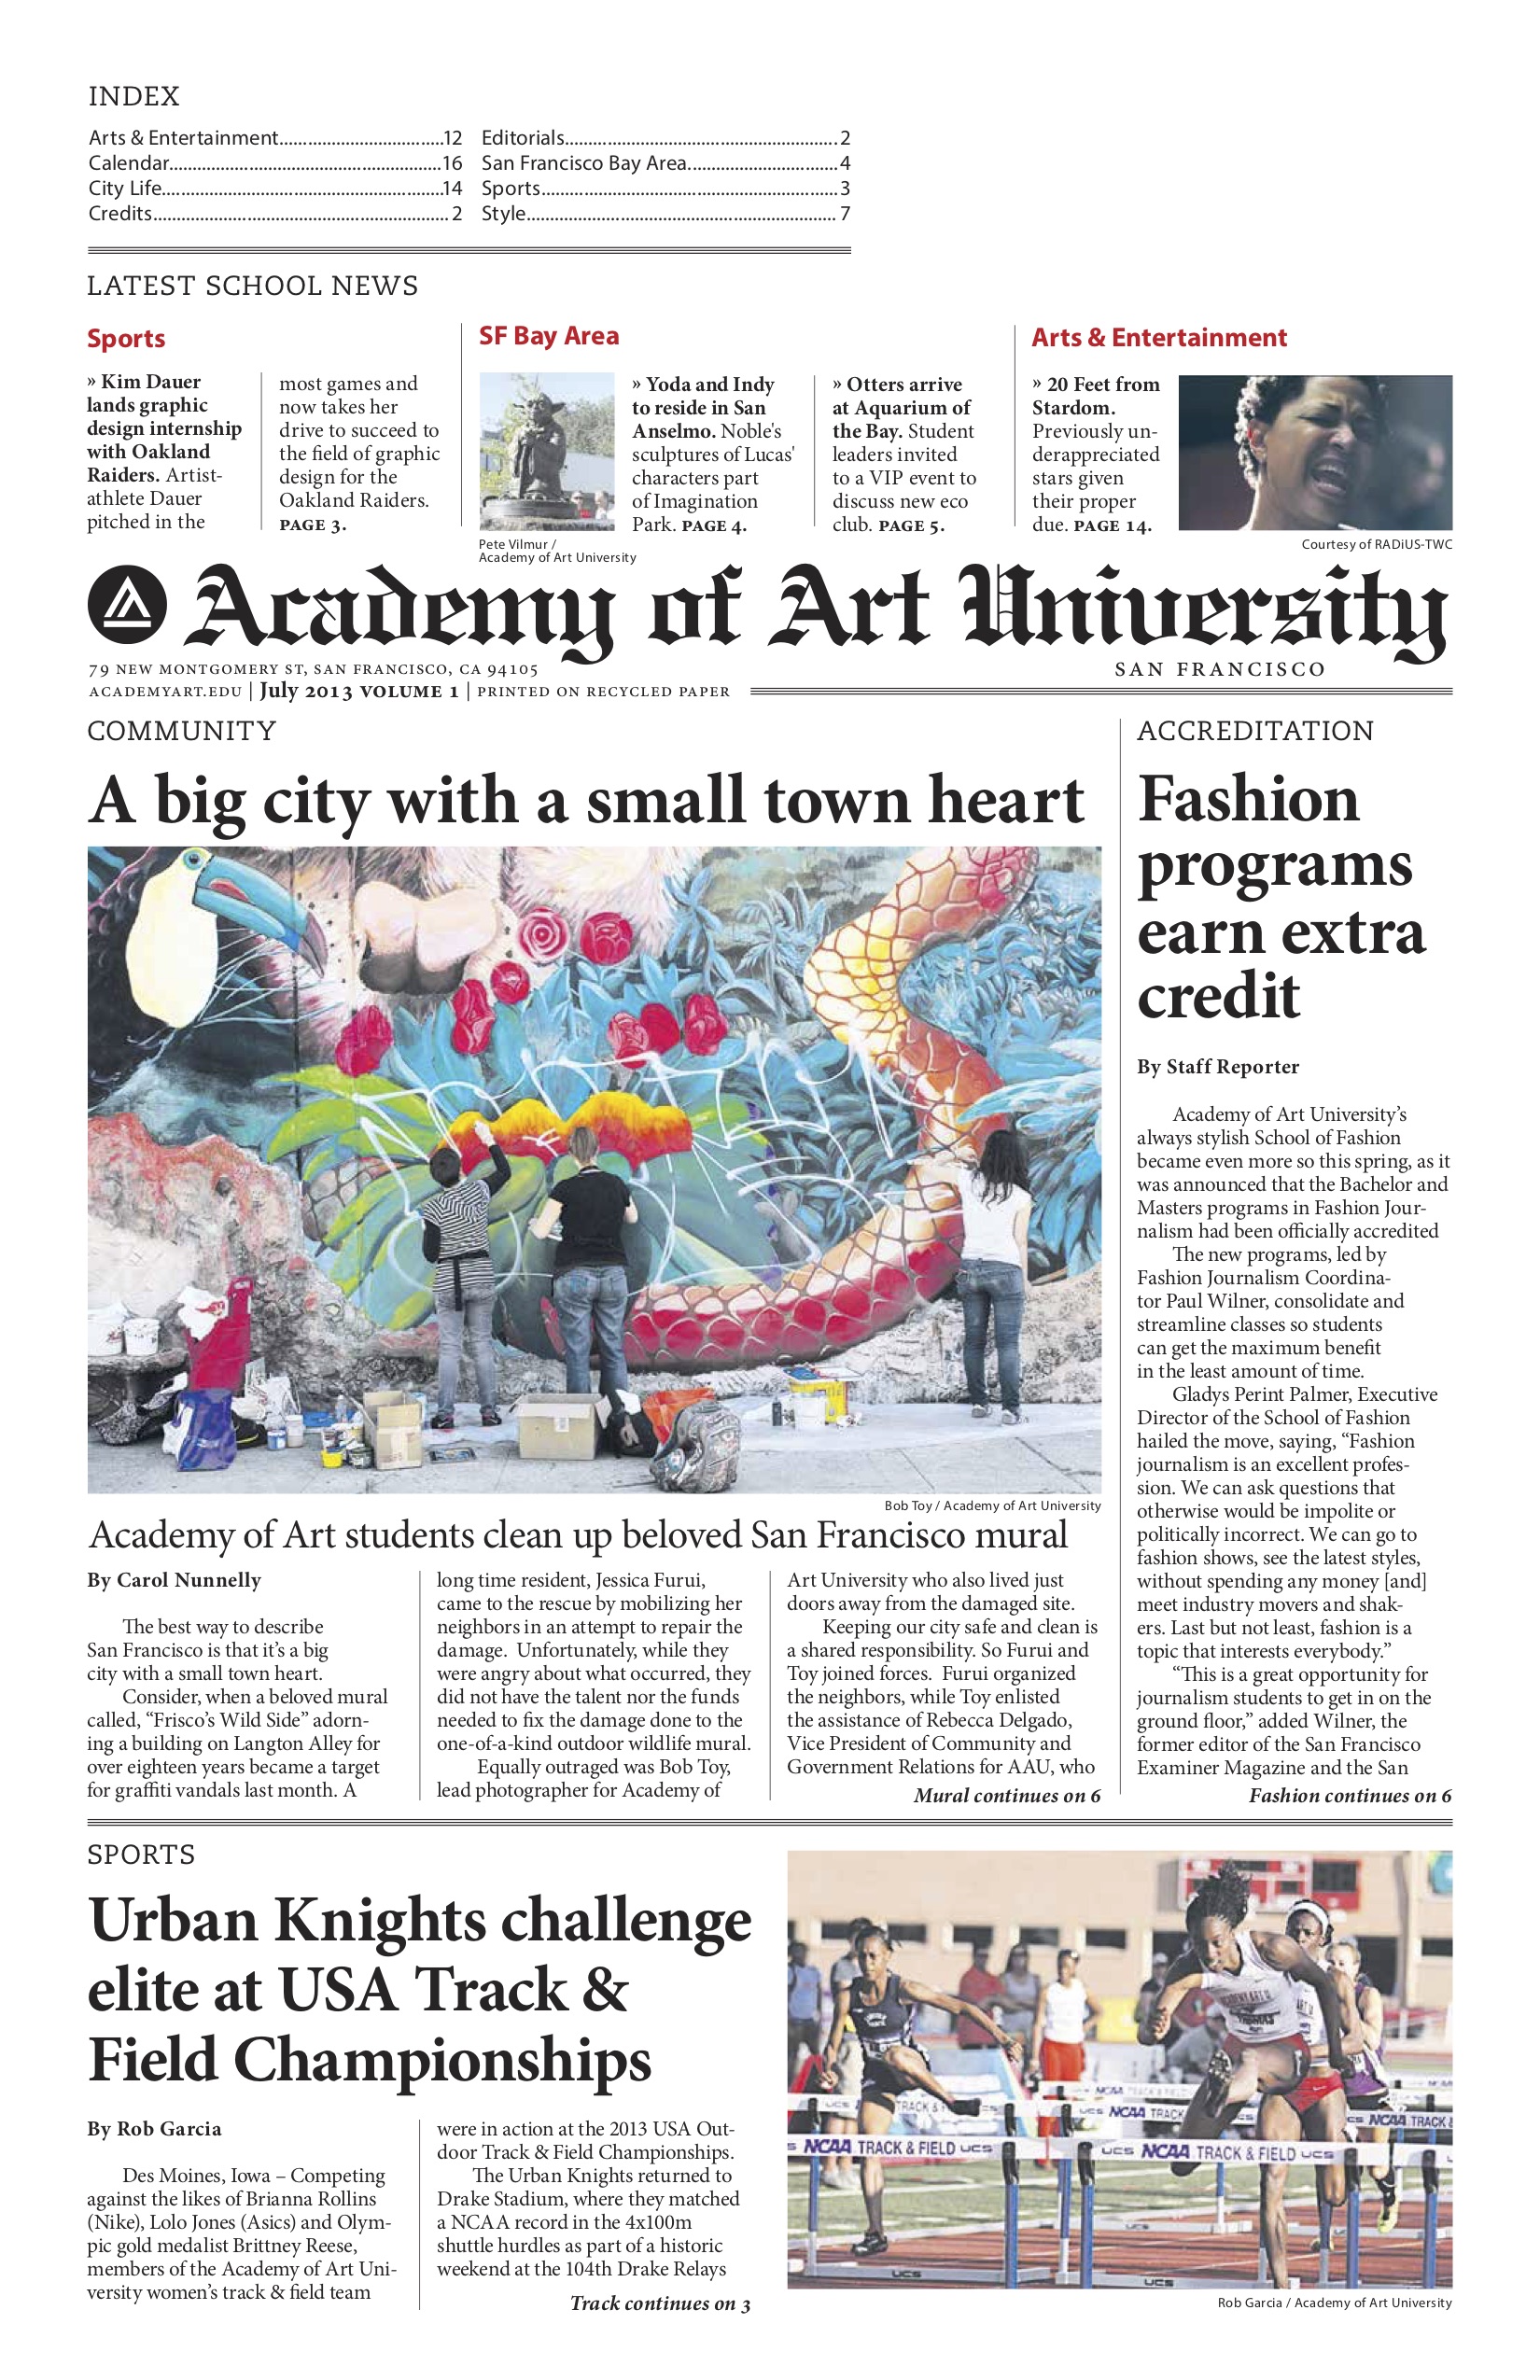 INDEX
Arts & Entertainment...................................12
Calendar..........................................................16
City Life............................................................14
Credits............................................................... 2
Editorials..........................................................2
San Francisco Bay Area................................4
Sports...............................................................3
Style.................................................................. 7
LATEST SCHOOL NEWS
Sports
» Kim Dauer
lands graphic
design internship
with Oakland
Raiders. Artist-
athlete Dauer
pitched in the
most games and
now takes her
drive to succeed to
the field of graphic
design for the
Oakland Raiders.
PAGE 3.
SF Bay Area
Pete Vilmur /
Academy of Art University
» Yoda and Indy
to reside in San
Anselmo. Noble's
sculptures of Lucas'
characters part
of Imagination
Park. PAGE 4.
» Otters arrive
at Aquarium of
the Bay. Student
leaders invited
to a VIP event to
discuss new eco
club. PAGE 5.
Arts & Entertainment
» 20 Feet from
Stardom.
Previously un-
derappreciated
stars given
their proper
due. PAGE 14.
Courtesy of RADiUS-TWC
Academy of Art University
79 NEW MONTGOMERY ST, SAN FRANCISCO, CA 94105
SAN FRANCISCO
ACADEMYART.EDU | July 2013 VOLUME 1 | PRINTED ON RECYCLED PAPER
COMMUNITY
A big city with a small town heart
Bob Toy / Academy of Art University
Academy of Art students clean up beloved San Francisco mural
By Carol Nunnelly
The best way to describe
San Francisco is that it’s a big
city with a small town heart.
Consider, when a beloved mural
called, “Frisco’s Wild Side” adorn-
ing a building on Langton Alley for
over eighteen years became a target
for graffiti vandals last month. A
long time resident, Jessica Furui,
came to the rescue by mobilizing her
neighbors in an attempt to repair the
damage.  Unfortunately, while they
were angry about what occurred, they
did not have the talent nor the funds
needed to fix the damage done to the
one-of-a-kind outdoor wildlife mural.
Equally outraged was Bob Toy,
lead photographer for Academy of
Art University who also lived just
doors away from the damaged site.
Keeping our city safe and clean is
a shared responsibility. So Furui and
Toy joined forces.  Furui organized
the neighbors, while Toy enlisted
the assistance of Rebecca Delgado,
Vice President of Community and
Government Relations for AAU, who
Mural continues on 6
ACCREDITATION
Fashion
programs
earn extra
credit
By Staff Reporter
Academy of Art University’s
always stylish School of Fashion
became even more so this spring, as it
was announced that the Bachelor and
Masters programs in Fashion Jour-
nalism had been officially accredited
The new programs, led by
Fashion Journalism Coordina-
tor Paul Wilner, consolidate and
streamline classes so students
can get the maximum benefit
in the least amount of time.
Gladys Perint Palmer, Executive
Director of the School of Fashion
hailed the move, saying, “Fashion
journalism is an excellent profes-
sion. We can ask questions that
otherwise would be impolite or
politically incorrect. We can go to
fashion shows, see the latest styles,
without spending any money [and]
meet industry movers and shak-
ers. Last but not least, fashion is a
topic that interests everybody.”
“This is a great opportunity for
journalism students to get in on the
ground floor,” added Wilner, the
former editor of the San Francisco
Examiner Magazine and the San
Fashion continues on 6
SPORTS
Urban Knights challenge
elite at USA Track &
Field Championships
By Rob Garcia
Des Moines, Iowa – Competing
against the likes of Brianna Rollins
(Nike), Lolo Jones (Asics) and Olym-
pic gold medalist Brittney Reese,
members of the Academy of Art Uni-
versity women’s track & field team
were in action at the 2013 USA Out-
door Track & Field Championships.
The Urban Knights returned to
Drake Stadium, where they matched
a NCAA record in the 4x100m
shuttle hurdles as part of a historic
weekend at the 104th Drake Relays
Track continues on 3
UCS NCAA TRACK
CS NCAA TRACK &
S NCAA TRACK & FIELD UCS
UCS NCAA TRACK & FIELD UCS
UCS
UCS
Rob Garcia / Academy of Art University